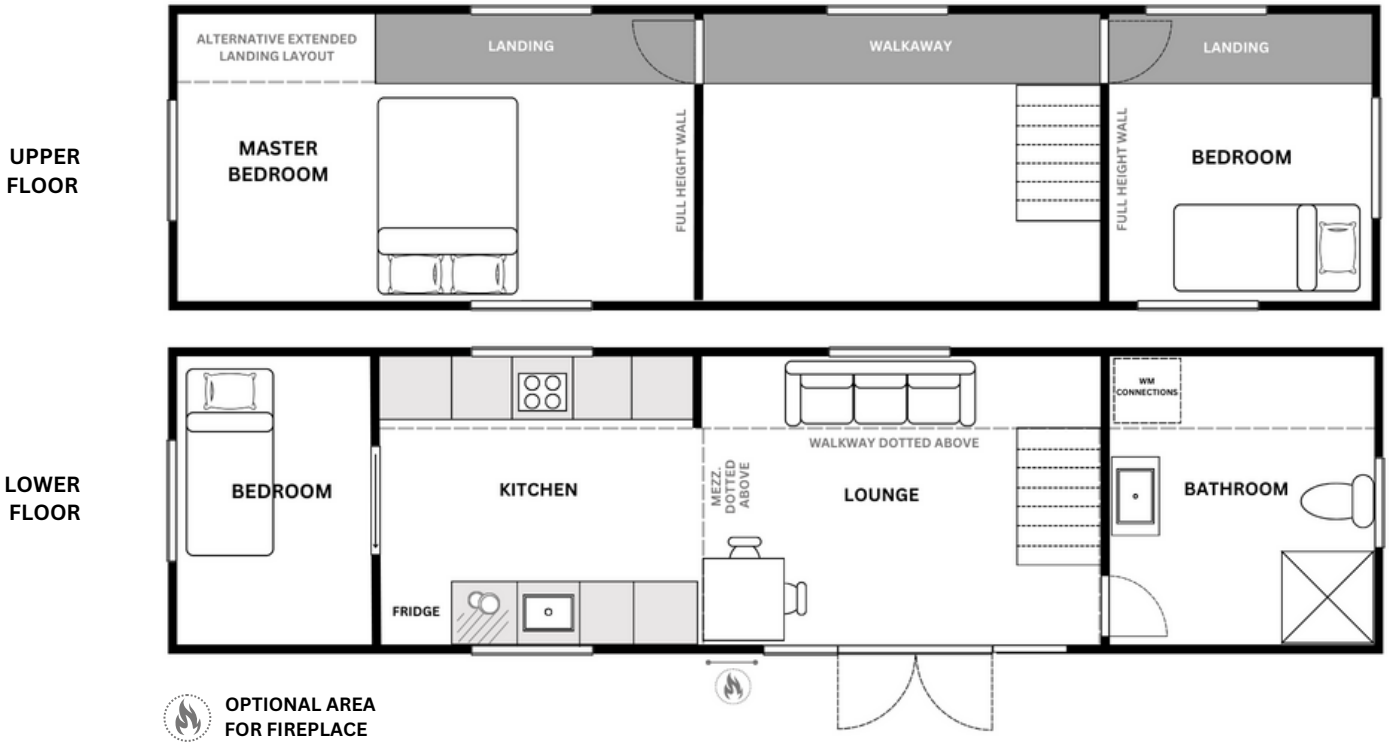 ALTERNATIVE EXTENDED
LANDING LAYOUT
LANDING
WALKAWAY
LANDING
UPPER
FLOOR
MASTER
BEDROOM
FULL HEIGHT WALL
FULL HEIGHT WALL
BEDROOM
LOWER
FLOOR
BEDROOM
KITCHEN
FRIDGE
WALKWAY DOTTED ABOVE
MEZZ.
DOTTED
ABOVE
LOUNGE
WM
CONNECTIONS
BATHROOM
OPTIONAL AREA
FOR FIREPLACE